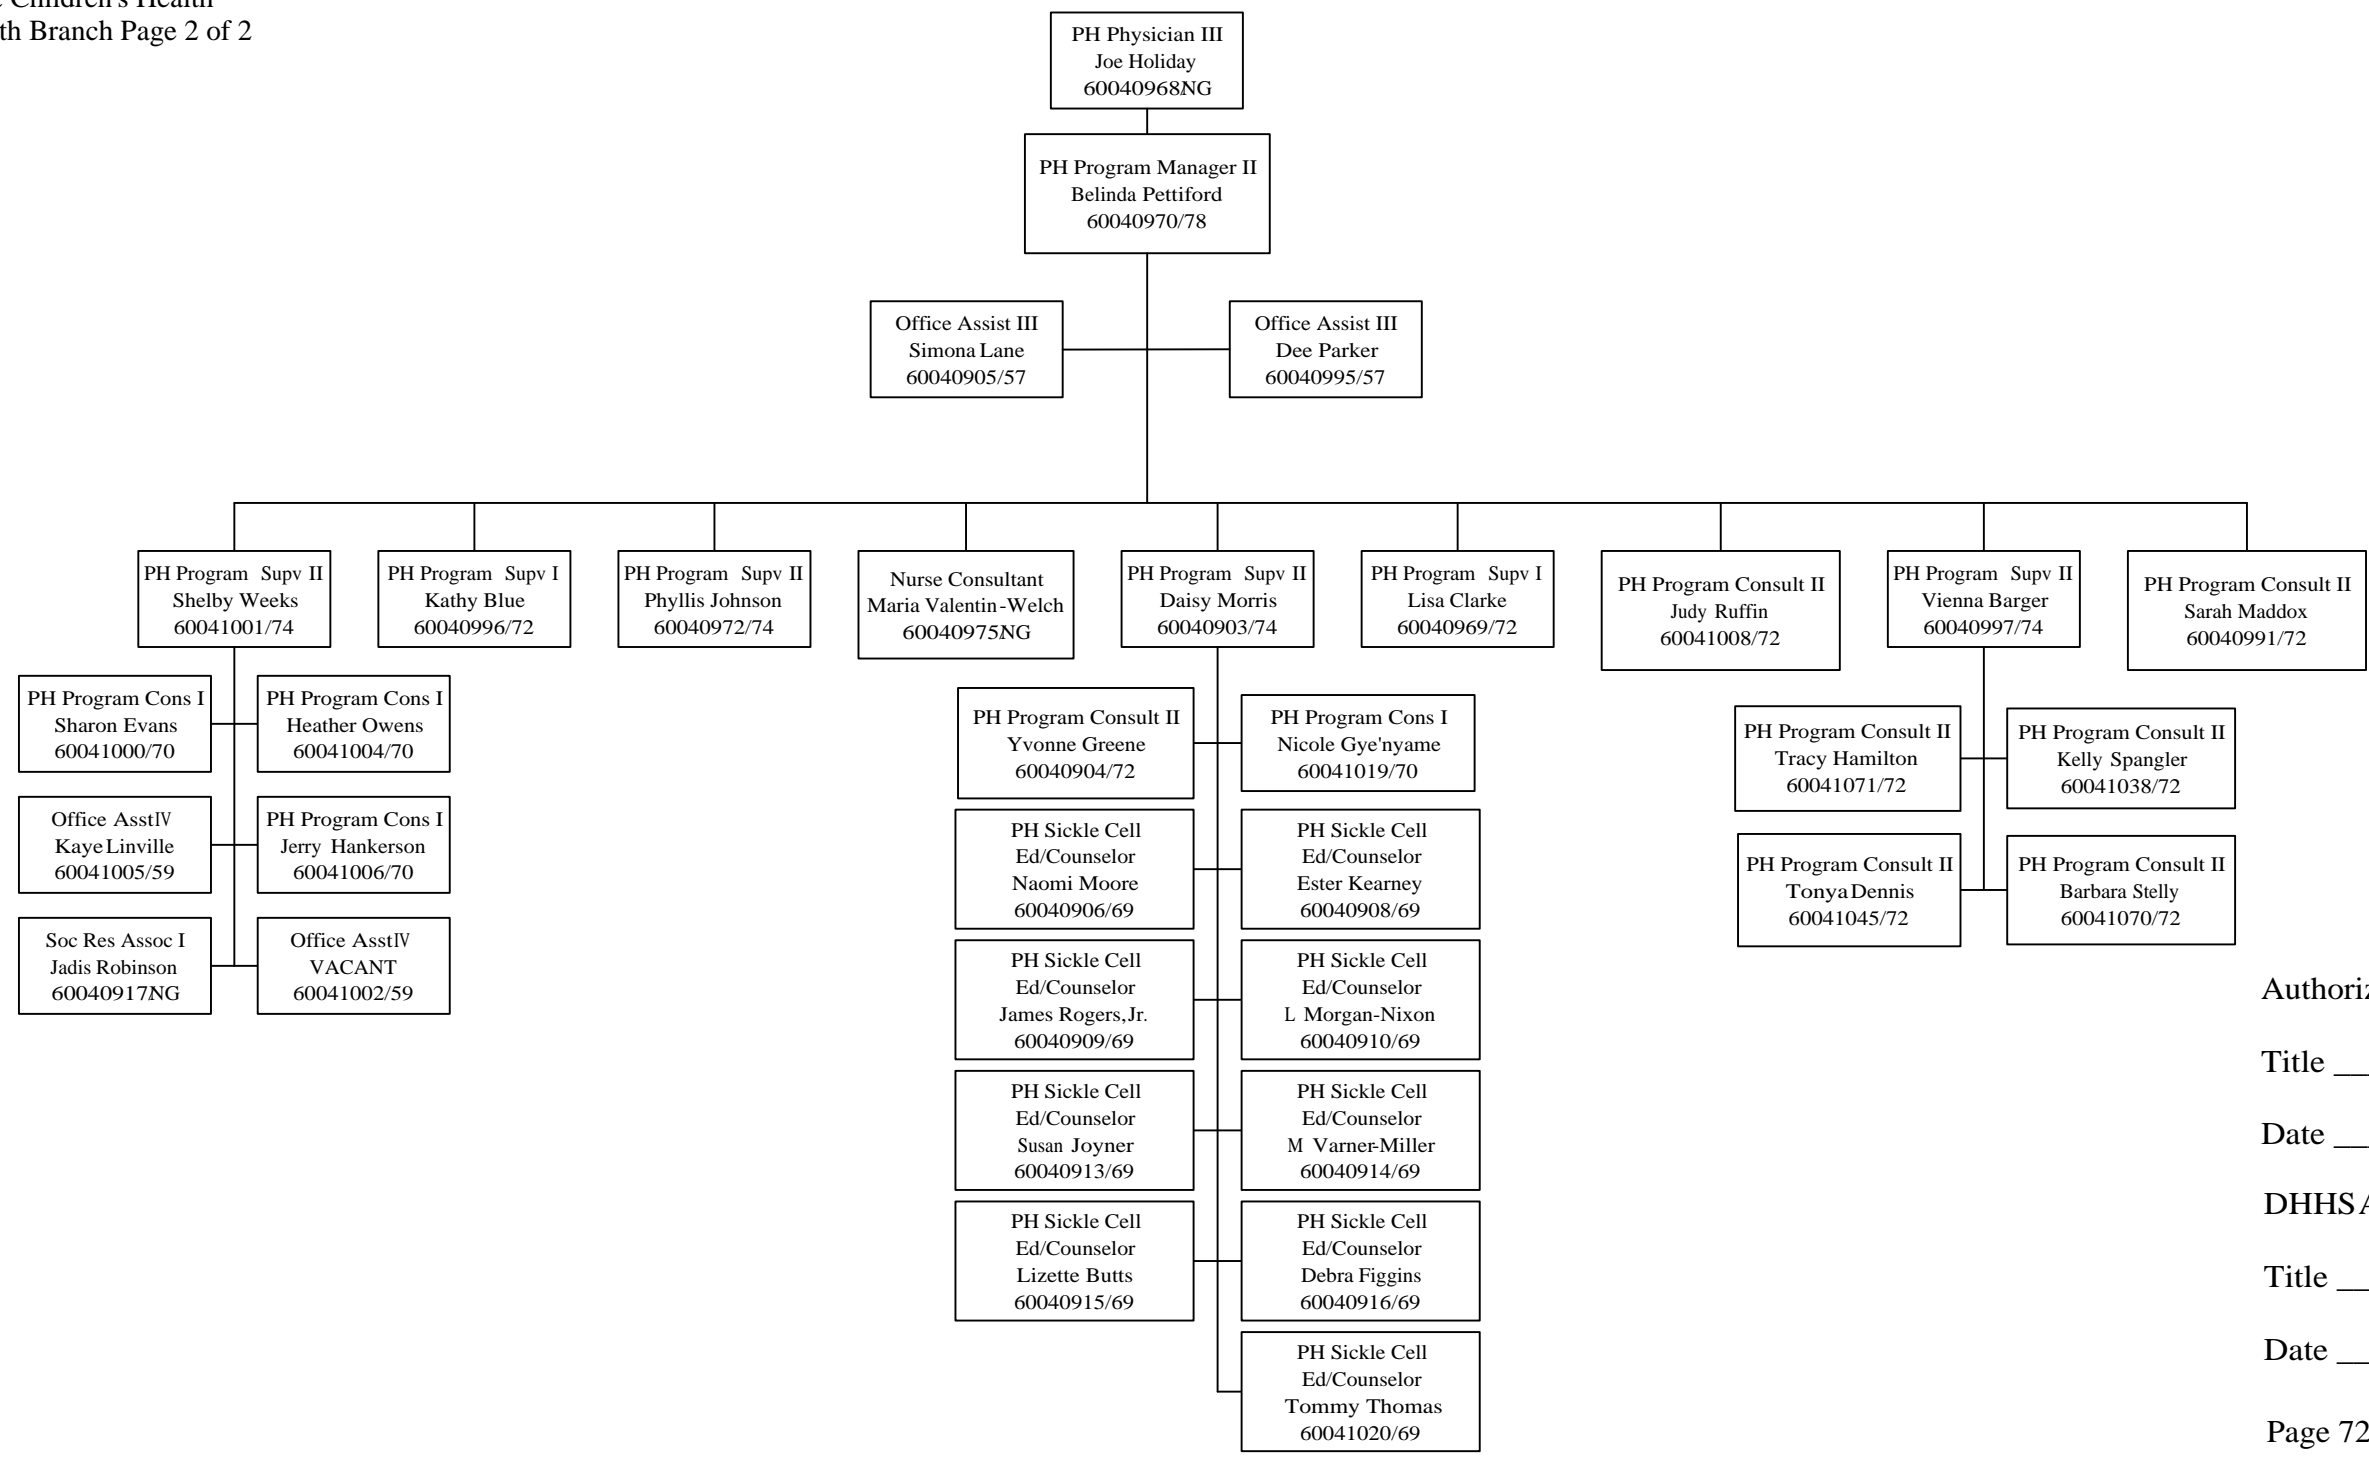 Children's Health
Branch Page 2 of 2
PH Physician III
Joe Holiday
60040968/NG
PH Program Manager II
Belinda Pettiford
60040970/78
Office Assist III
Simona Lane
60040905/57
Office Assist III
Dee Parker
60040995/57
PH Program Supv II
Shelby Weeks
60041001/74
PH Program Supv I
Kathy Blue
60040996/72
PH Program Supv II
Phyllis Johnson
60040972/74
Nurse Consultant
Maria Valentin-Welch
60040975/NG
PH Program Supv II
Daisy Morris
60040903/74
PH Program Supv I
Lisa Clarke
60040969/72
PH Program Consult II
Judy Ruffin
60041008/72
PH Program Supv II
Vienna Barger
60040997/74
PH Program Consult II
Sarah Maddox
60040991/72
PH Program Cons I
Sharon Evans
60041000/70
PH Program Cons I
Heather Owens
60041004/70
Office Asst IV
Kaye Linville
60041005/59
PH Program Cons I
Jerry Hankerson
60041006/70
Soc Res Assoc I
Jadis Robinson
60040917/NG
Office Asst IV
VACANT
60041002/59
PH Program Consult II
Yvonne Greene
60040904/72
PH Program Cons I
Nicole Gye'nyame
60041019/70
PH Sickle Cell
Ed/Counselor
Naomi Moore
60040906/69
PH Sickle Cell
Ed/Counselor
Ester Kearney
60040908/69
PH Sickle Cell
Ed/Counselor
James Rogers, Jr.
60040909/69
PH Sickle Cell
Ed/Counselor
L Morgan-Nixon
60040910/69
PH Sickle Cell
Ed/Counselor
Susan Joyner
60040913/69
PH Sickle Cell
Ed/Counselor
M Varner-Miller
60040914/69
PH Sickle Cell
Ed/Counselor
Lizette Butts
60040915/69
PH Sickle Cell
Ed/Counselor
Debra Figgins
60040916/69
PH Sickle Cell
Ed/Counselor
Tommy Thomas
60041020/69
PH Program Consult II
Tracy Hamilton
60041071/72
PH Program Consult II
Kelly Spangler
60041038/72
PH Program Consult II
Tonya Dennis
60041045/72
PH Program Consult II
Barbara Stelly
60041070/72
Title __
Date __
DHHS
Title __
Date __
Page 72